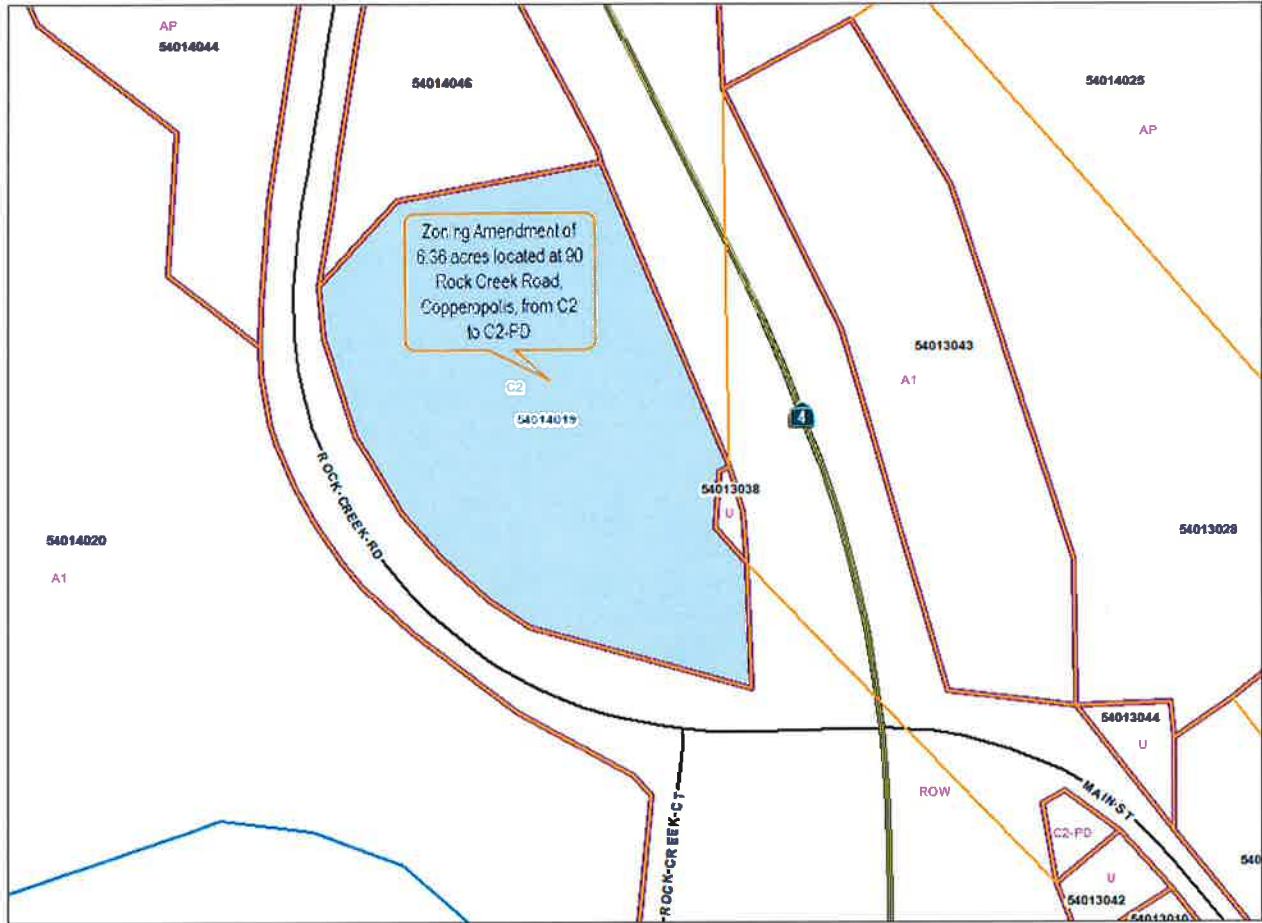 AP
54014044
54014046
54014025
AP
Zoning Amendment of
6.36 acres located at 90
Rock Creek Road,
Copperopolis, from C2
to C2-PD
54013043
A1
C2
4
54014019
ROCK-CREEK-RD
54013038
U
54013028
54014020
A1
54013044
U
ROW
MAIN-ST
C2-PD
ROCK-CREEK-CT
U
54013042
54013010
540